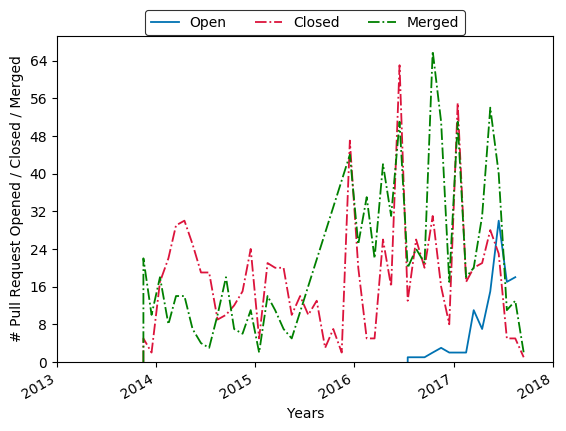 Open Closed Merged
# Pull Request Opened / Closed / Merged
64
56
48
40
32
24
16
8
0
2013 2014 2015 2016 2017 2018
Years